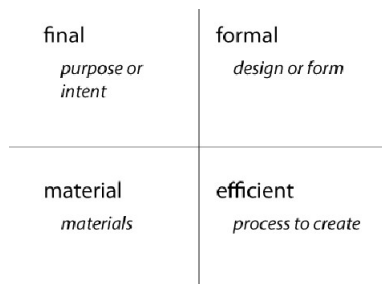 final
purpose or
intent
formal
design or form
material
materials
efficient
process to create